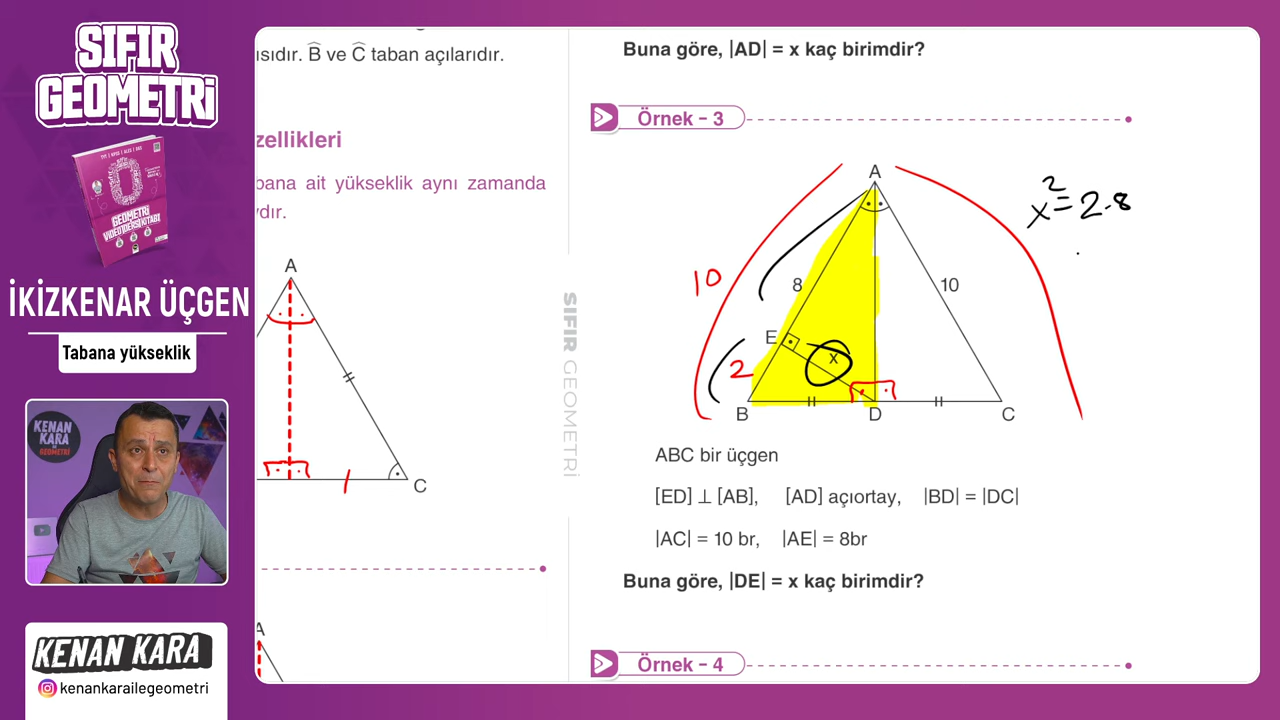 SIFIR
GEOMETRİ
GEOMETRİ
VİDEO DERS KİTABI
İKİZKENAR ÜÇGEN
Tabana yükseklik
KENAN
KARA
GEOMETRİ
KENAN KARA
kenankarailegeometri
ısıdır. B̂ ve Ĉ taban açılarıdır.
zellikleri
bana ait yükseklik aynı zamanda
ydır.
A
C
A
SIFIR GEOMETRİ
Buna göre, |AD| = x kaç birimdir?
Örnek - 3
A
x²=2.8
10
8
10
E
x
2
B
D
C
ABC bir üçgen
[ED] ⊥ [AB], [AD] açıortay, |BD| = |DC|
|AC| = 10 br, |AE| = 8br
Buna göre, |DE| = x kaç birimdir?
Örnek - 4